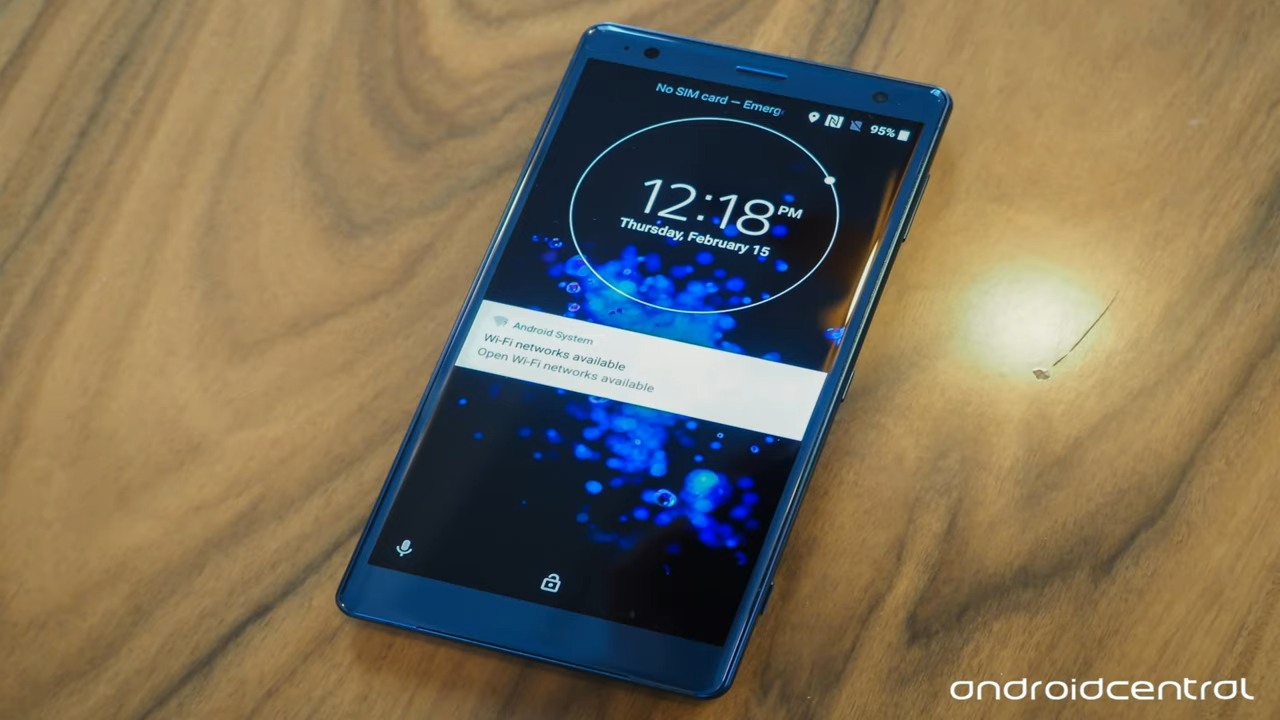 No SIM card — Emerg
95%
12:18 PM
Thursday, February 15
Android System
Wi-Fi networks available
Open Wi-Fi networks available
androidcentral